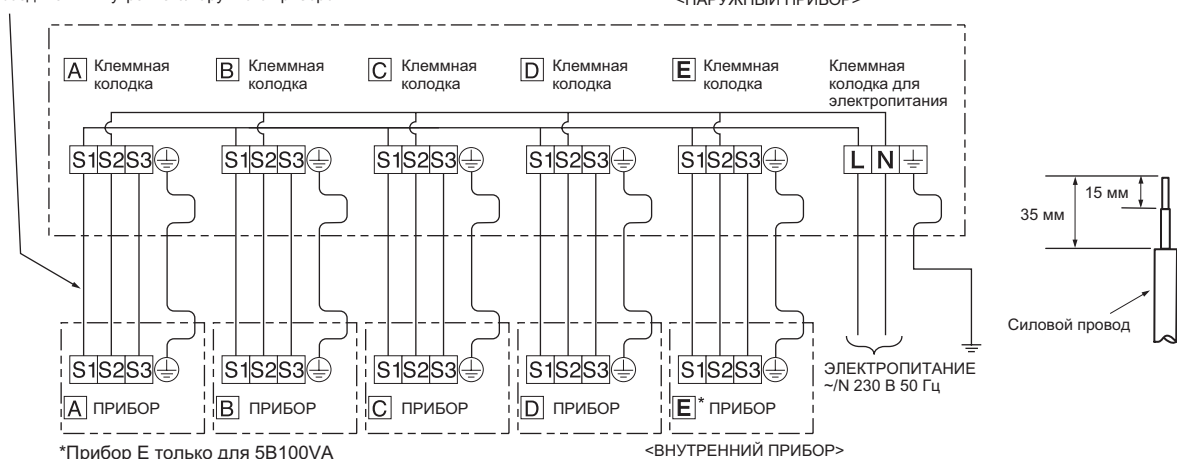 <НАРУЖНЫЙ ПРИБОР>
A Клеммная
колодка
B Клеммная
колодка
C Клеммная
колодка
D Клеммная
колодка
E Клеммная
колодка
Клеммная
колодка для
электропитания
S1 S2 S3
S1 S2 S3
S1 S2 S3
S1 S2 S3
S1 S2 S3
L N
15 мм
35 мм
Силовой провод
S1 S2 S3
S1 S2 S3
S1 S2 S3
S1 S2 S3
S1 S2 S3
ЭЛЕКТРОПИТАНИЕ
~/N 230 В 50 Гц
A ПРИБОР
B ПРИБОР
C ПРИБОР
D ПРИБОР
E * ПРИБОР
*Прибор E только для 5B100VA
<ВНУТРЕННИЙ ПРИБОР>